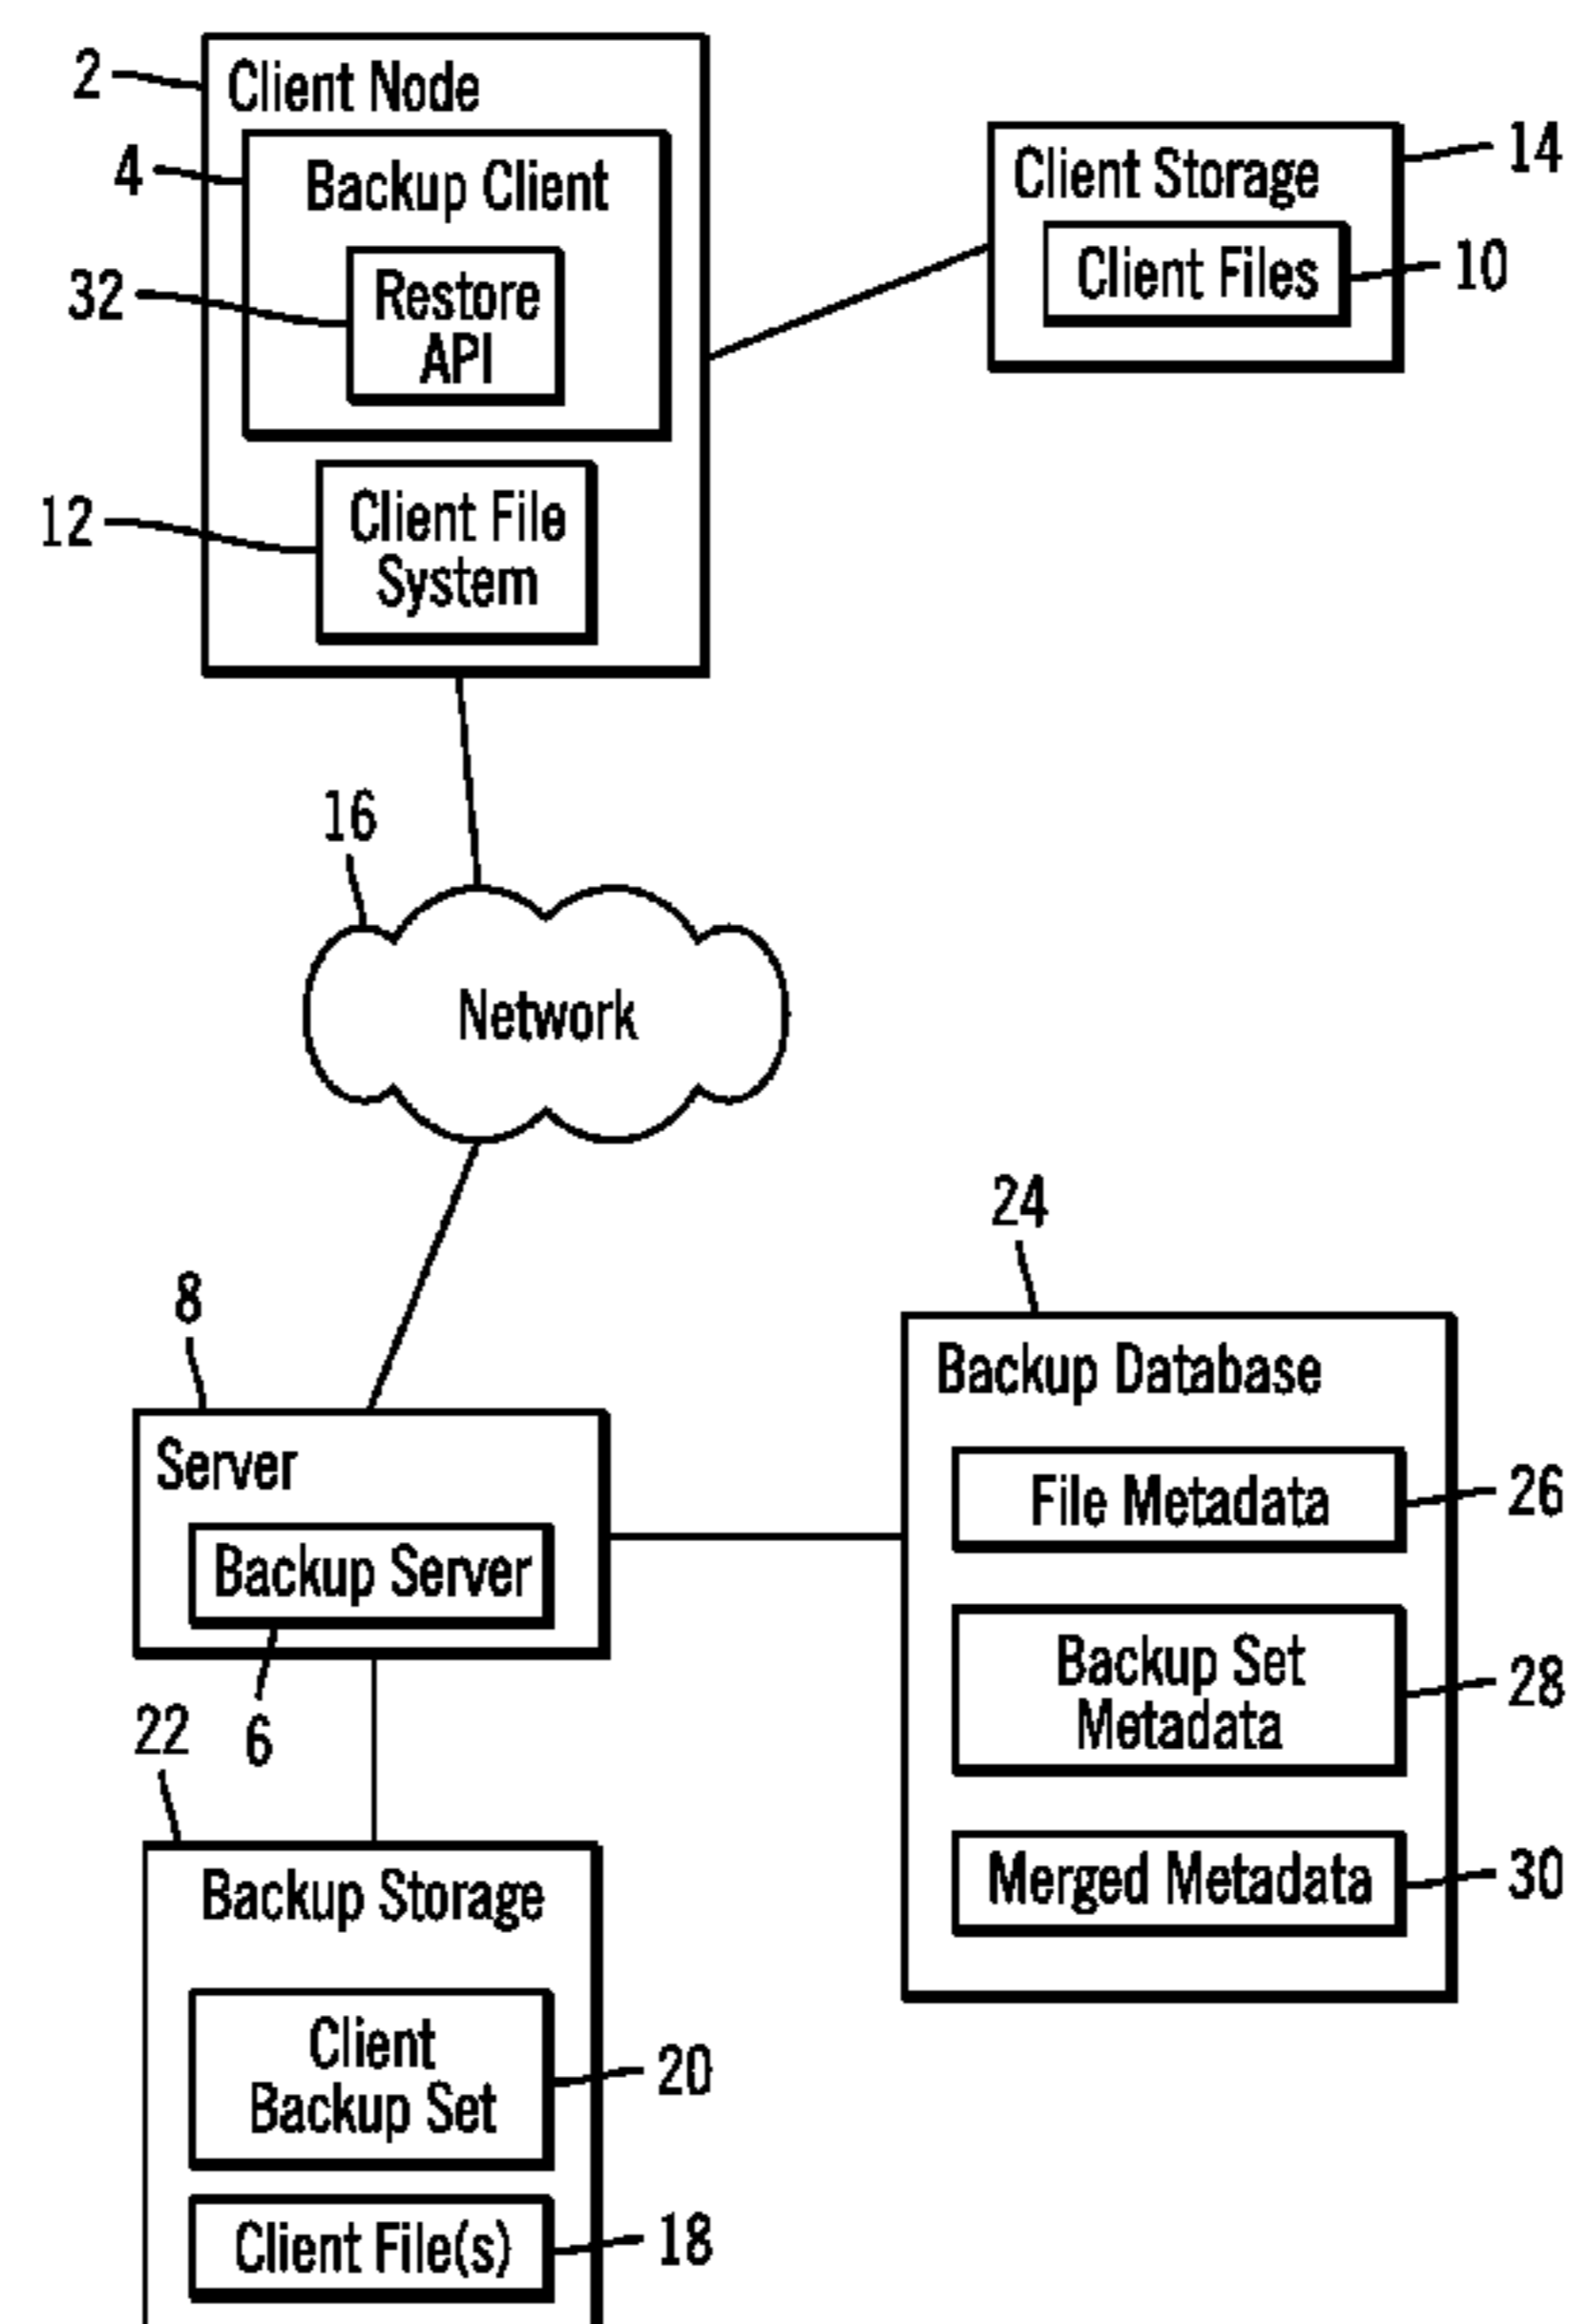 2
Client Node
4
Backup Client
32
Restore
API
12
Client File
System
Client Storage
14
Client Files
10
16
Network
8
Server
Backup Server
6
24
Backup Database
File Metadata
26
Backup Set
Metadata
28
Merged Metadata
30
22
Backup Storage
Client
Backup Set
20
Client File(s)
18